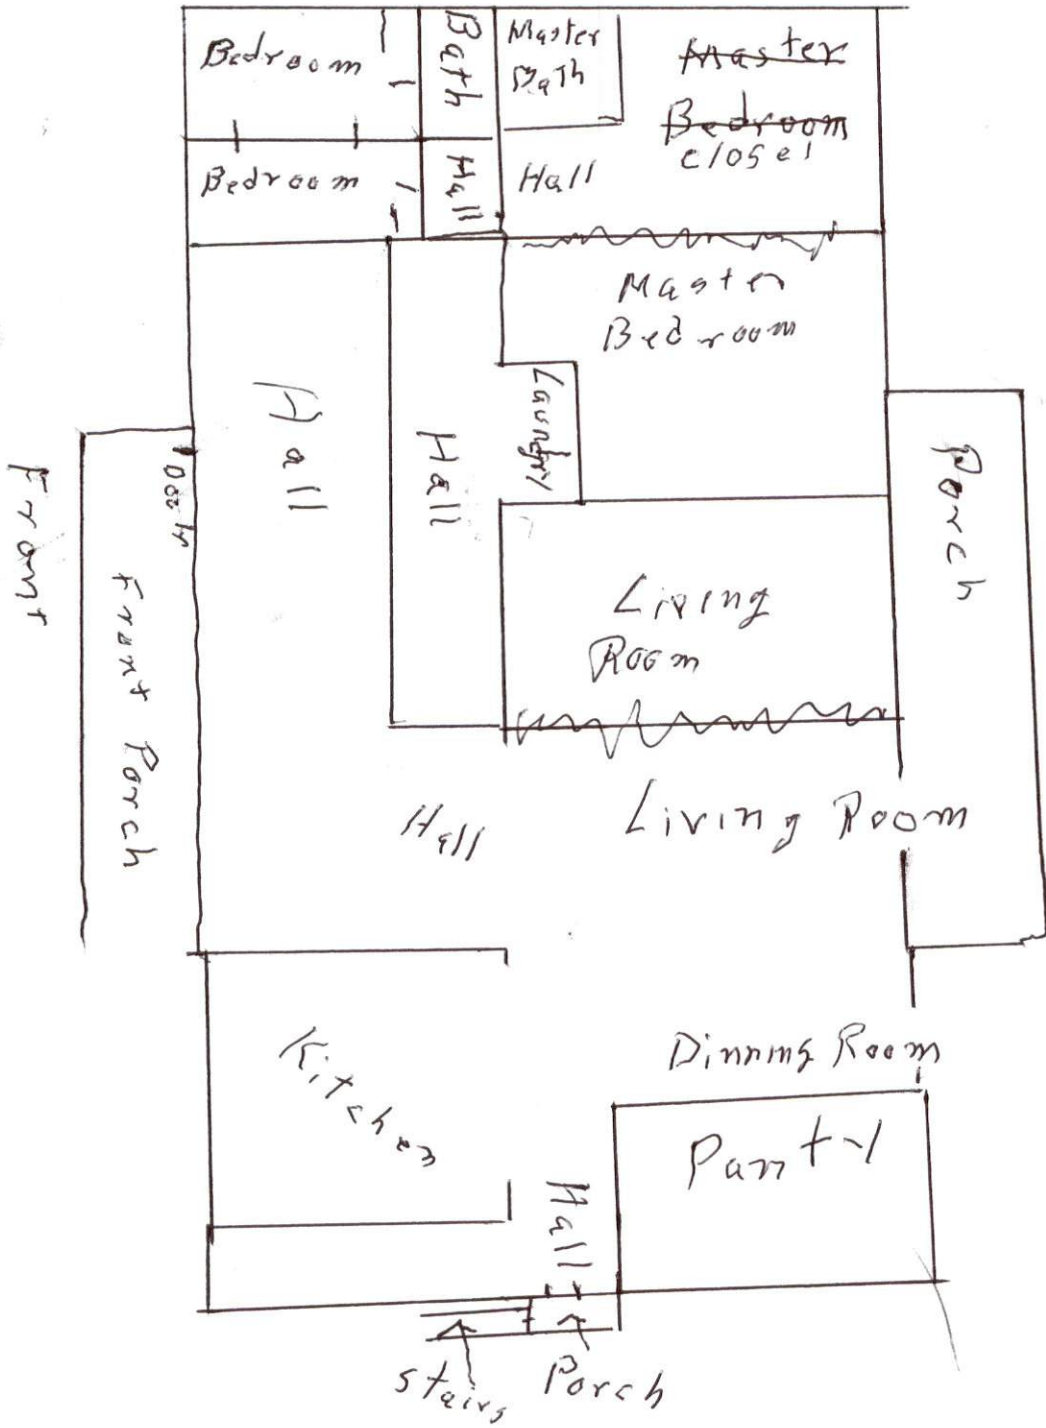 Bedroom
Bath
Master
Bath
Master
Bedroom
closet
Bedroom
Hall
Hall
Master
Bedroom
Hall
Hall
Laundry
Porch
Front
Door
Front Porch
Living
Room
Hall
Living Room
Kitchen
Dinning Room
Hall
Stairs
Porch